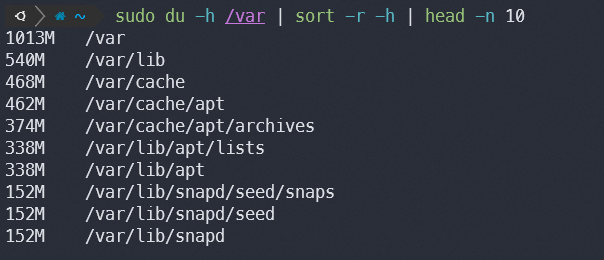 ~ sudo du -h /var | sort -r -h | head -n 10
1013M /var
540M /var/lib
468M /var/cache
462M /var/cache/apt
374M /var/cache/apt/archives
338M /var/lib/apt/lists
338M /var/lib/apt
152M /var/lib/snapd/seed/snaps
152M /var/lib/snapd/seed
152M /var/lib/snapd